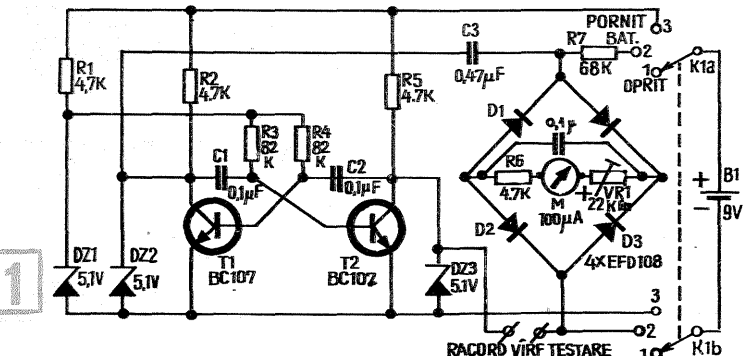 C3
PORNIT
3
R7
BAT.
2
68K
1
OPRIT
K1a
0,47µF
R1
4,7K
R2
4.7K
R5
4.7K
D1
0,1µ
R3
82
K
R4
82
K
C1
0,1µF
C2
0,1µF
R6
4.7K
M
100µA
+
22
VR1
B1
+
−
9V
D2
D3
4XEFD108
DZ1
5,1V
DZ2
5,1V
T1
BC107
T2
BC107
DZ3
5.1V
1
3
2
RACORD VÎRF TESTARE
1
K1b